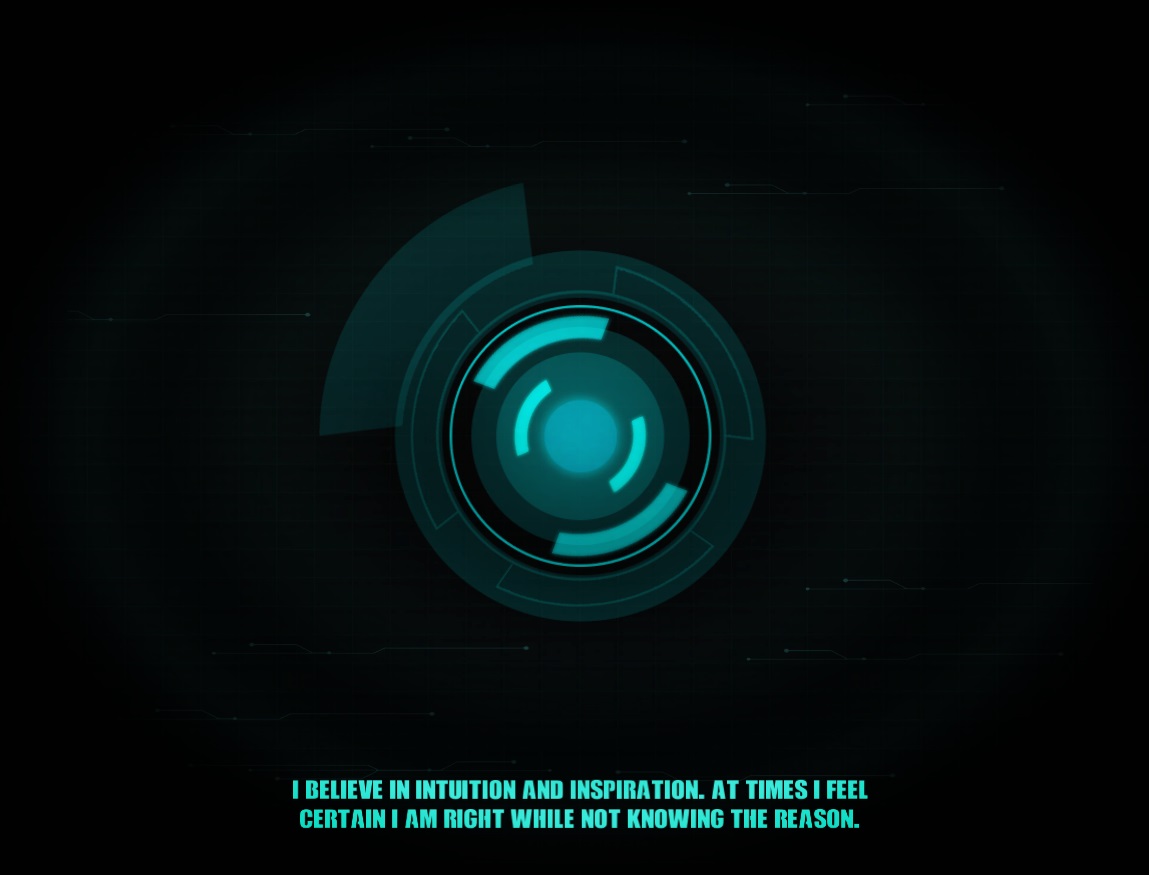 I BELIEVE IN INTUITION AND INSPIRATION. AT TIMES I FEEL
CERTAIN I AM RIGHT WHILE NOT KNOWING THE REASON.